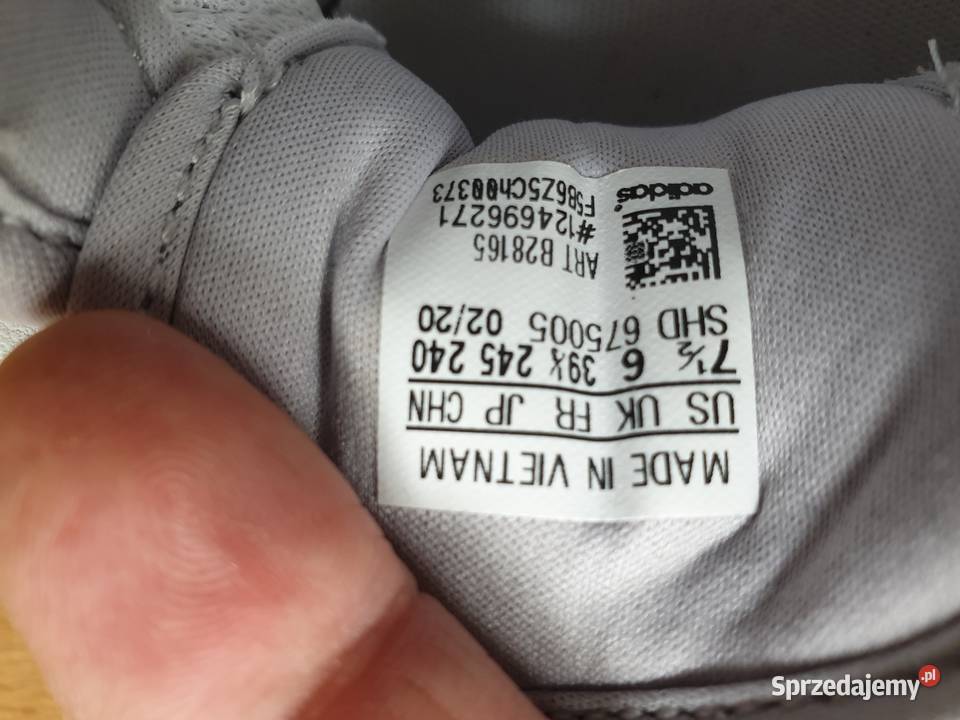 MADE IN VIETNAM
US UK FR JP CHN
7½ 6 39⅓ 245 240
SHD 675005 02/20
ART B28165
#124696271
F5B6Z5Ch00373
adidas
Sprzedajemy.pl